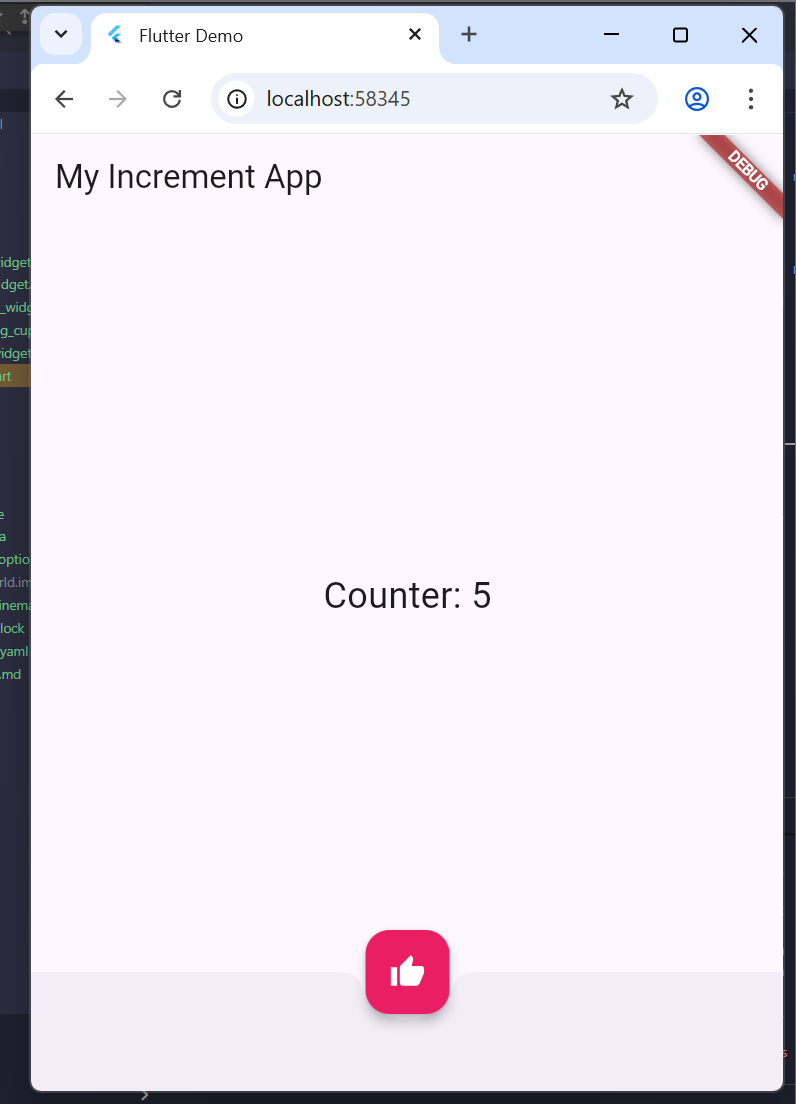 Flutter Demo
localhost:58345
My Increment App
DEBUG
Counter: 5
idget
dget.
_widg
g_cup
idget
art
e
a
optio
rld.im
inema
lock
yaml
.md